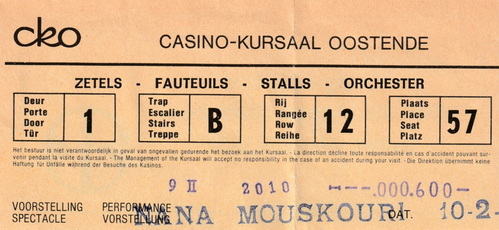 cko
CASINO-KURSAAL OOSTENDE
ZETELS - FAUTEUILS - STALLS - ORCHESTER
Deur
Porte
Door
Tür
1
Trap
Escalier
Stairs
Treppe
B
Rij
Rangée
Row
Reihe
12
Plaats
Place
Seat
Platz
57
Het bestuur is niet verantwoordelijk in geval van ongevallen gedurende het bezoek aan het Kursaal. - La direction décline toute responsabilité en cas d'accident pouvant sur-
venir pendant la visite du Kursaal. - The Management of the Kursaal will accept no responsibility in the case of an accident during your visit. - Die Direktion übernimmt keine
Haftung für Unfälle während der Besuche des Kasinos.
9 II 2010 ---.000.600-
VOORSTELLING PERFORMANCE
SPECTACLE VORSTELLUNG NANA MOUSKOURI DAT. 10-2-